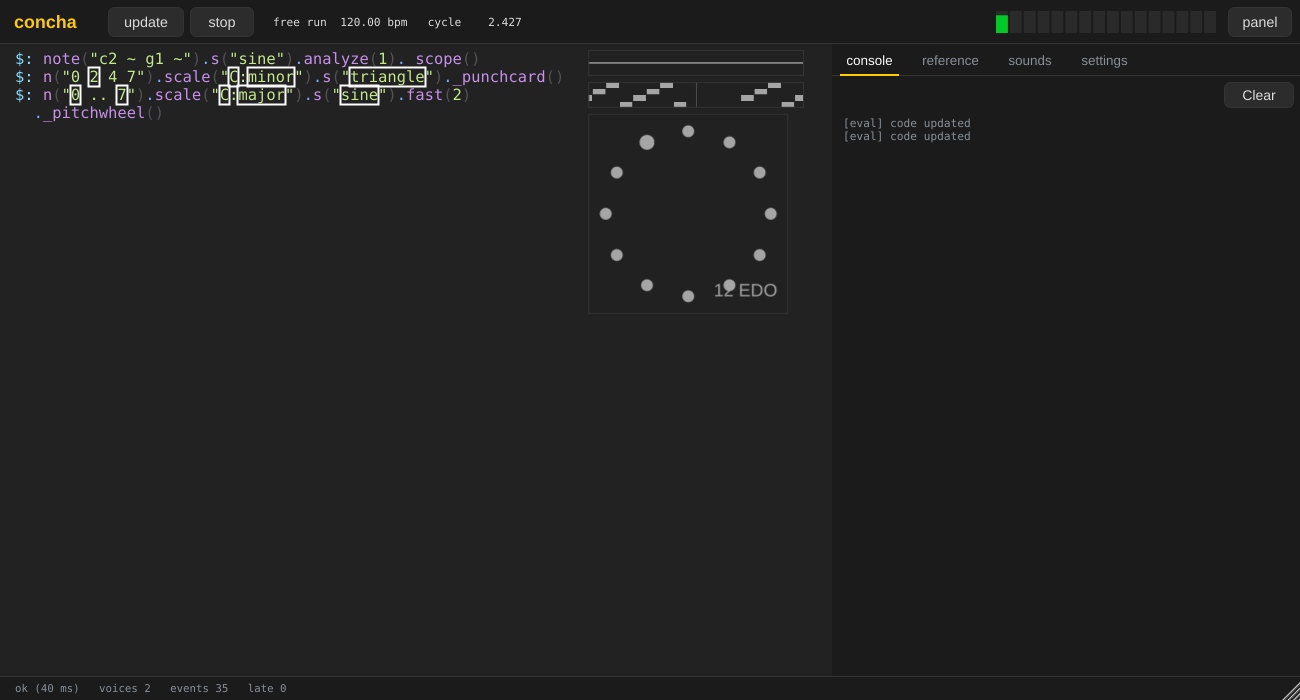 concha update stop free run 120.00 bpm cycle 2.427 panel
$: note("c2 ~ g1 ~").s("sine").analyze(1)._scope()
$: n("0 2 4 7").scale("C:minor").s("triangle")._punchcard()
$: n("0 .. 7").scale("C:major").s("sine").fast(2)
._pitchwheel()
12 EDO
console reference sounds settings
Clear
[eval] code updated
[eval] code updated
ok (40 ms) voices 2 events 35 late 0